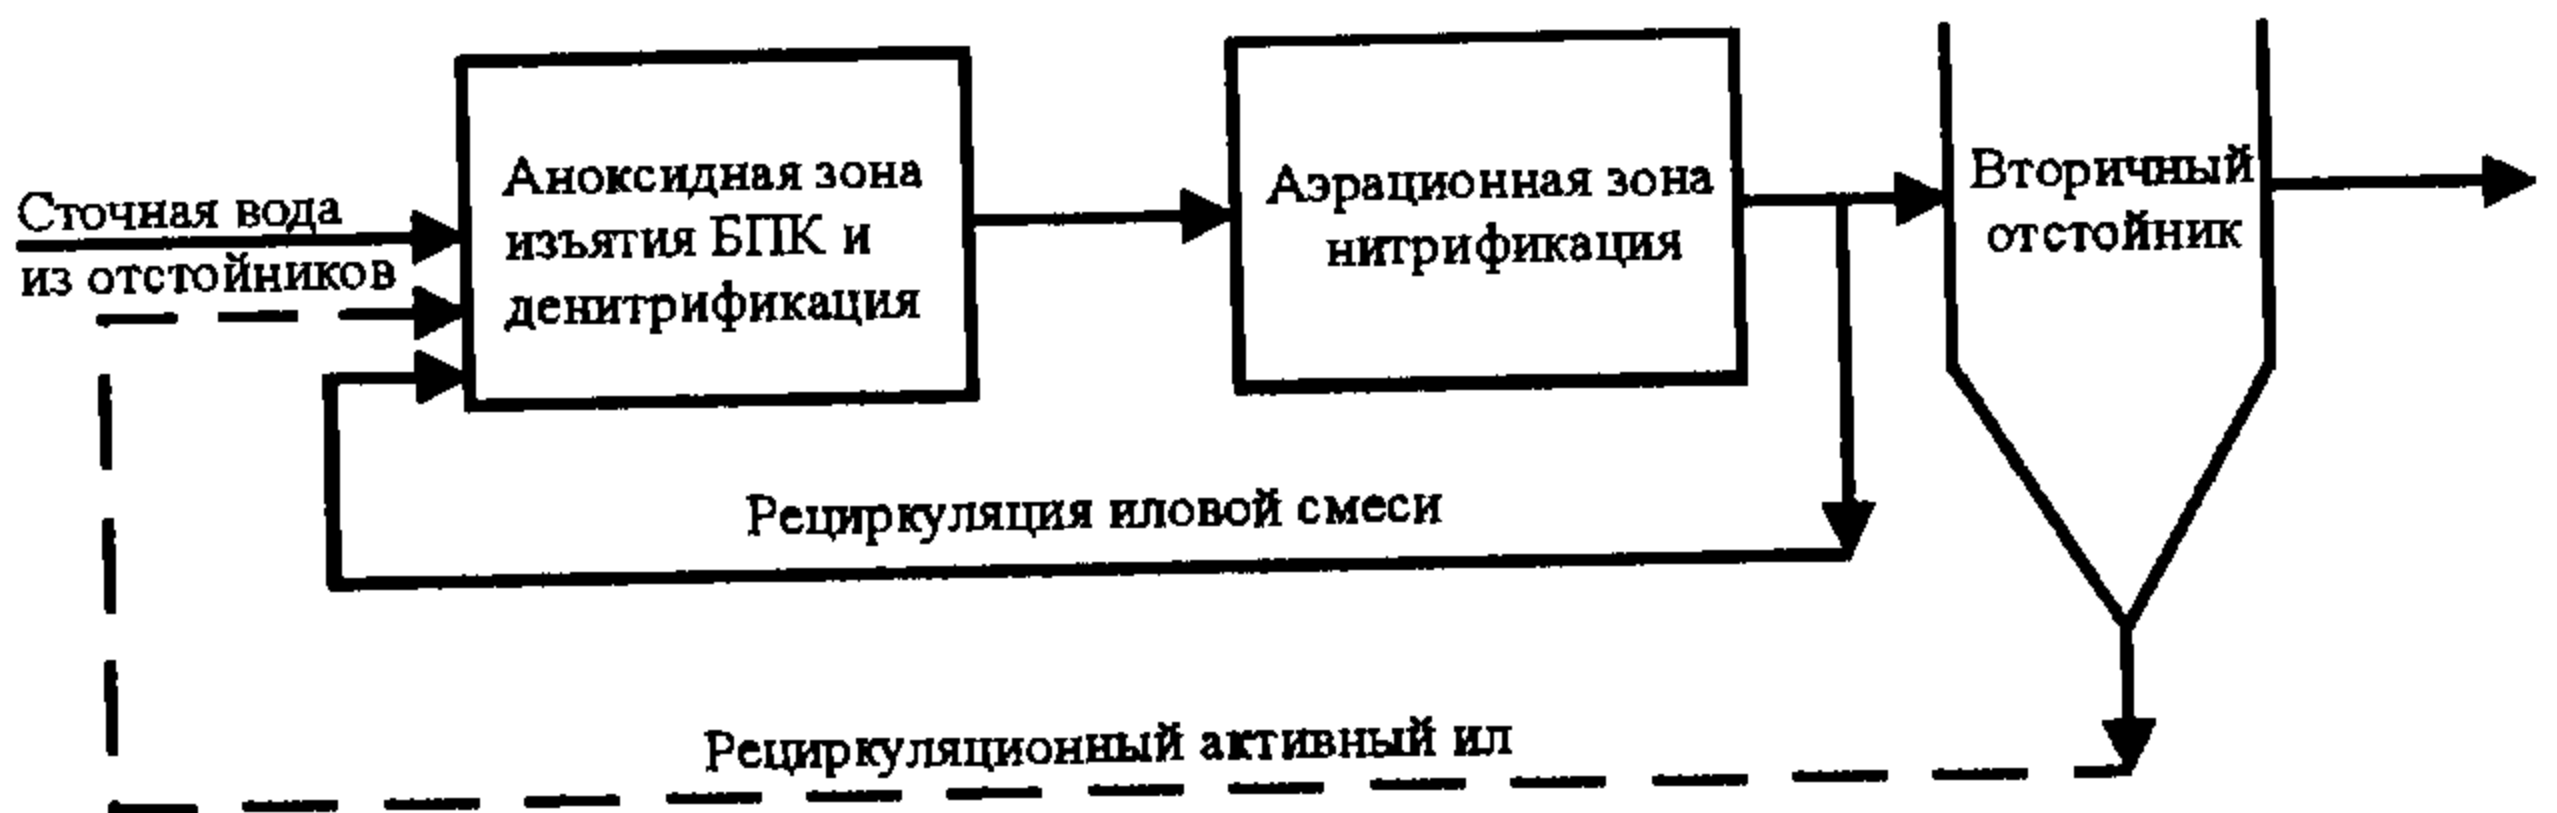 Сточная вода
из отстойников
Аноксидная зона
изъятия БПК и
денитрификация
Аэрационная зона
нитрификация
Вторичный
отстойник
Рециркуляция иловой смеси
Рециркуляционный активный ил